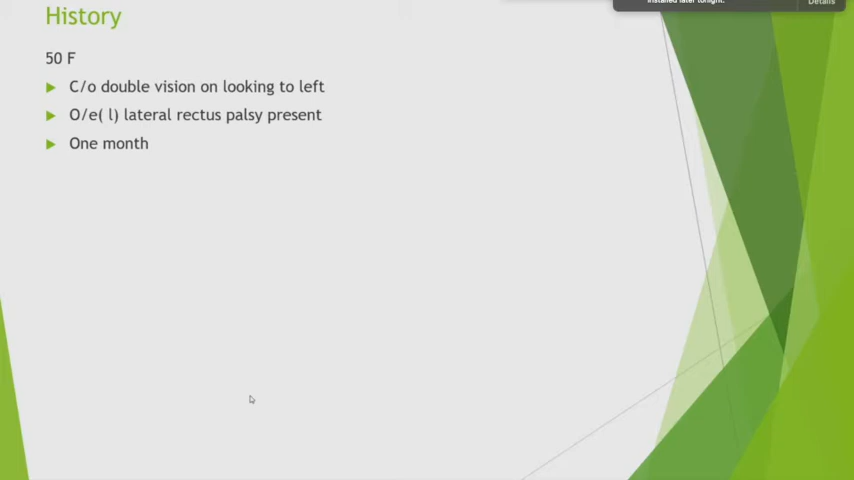 installed later tonight.
Details
History
50 F
C/o double vision on looking to left
O/e( l) lateral rectus palsy present
One month